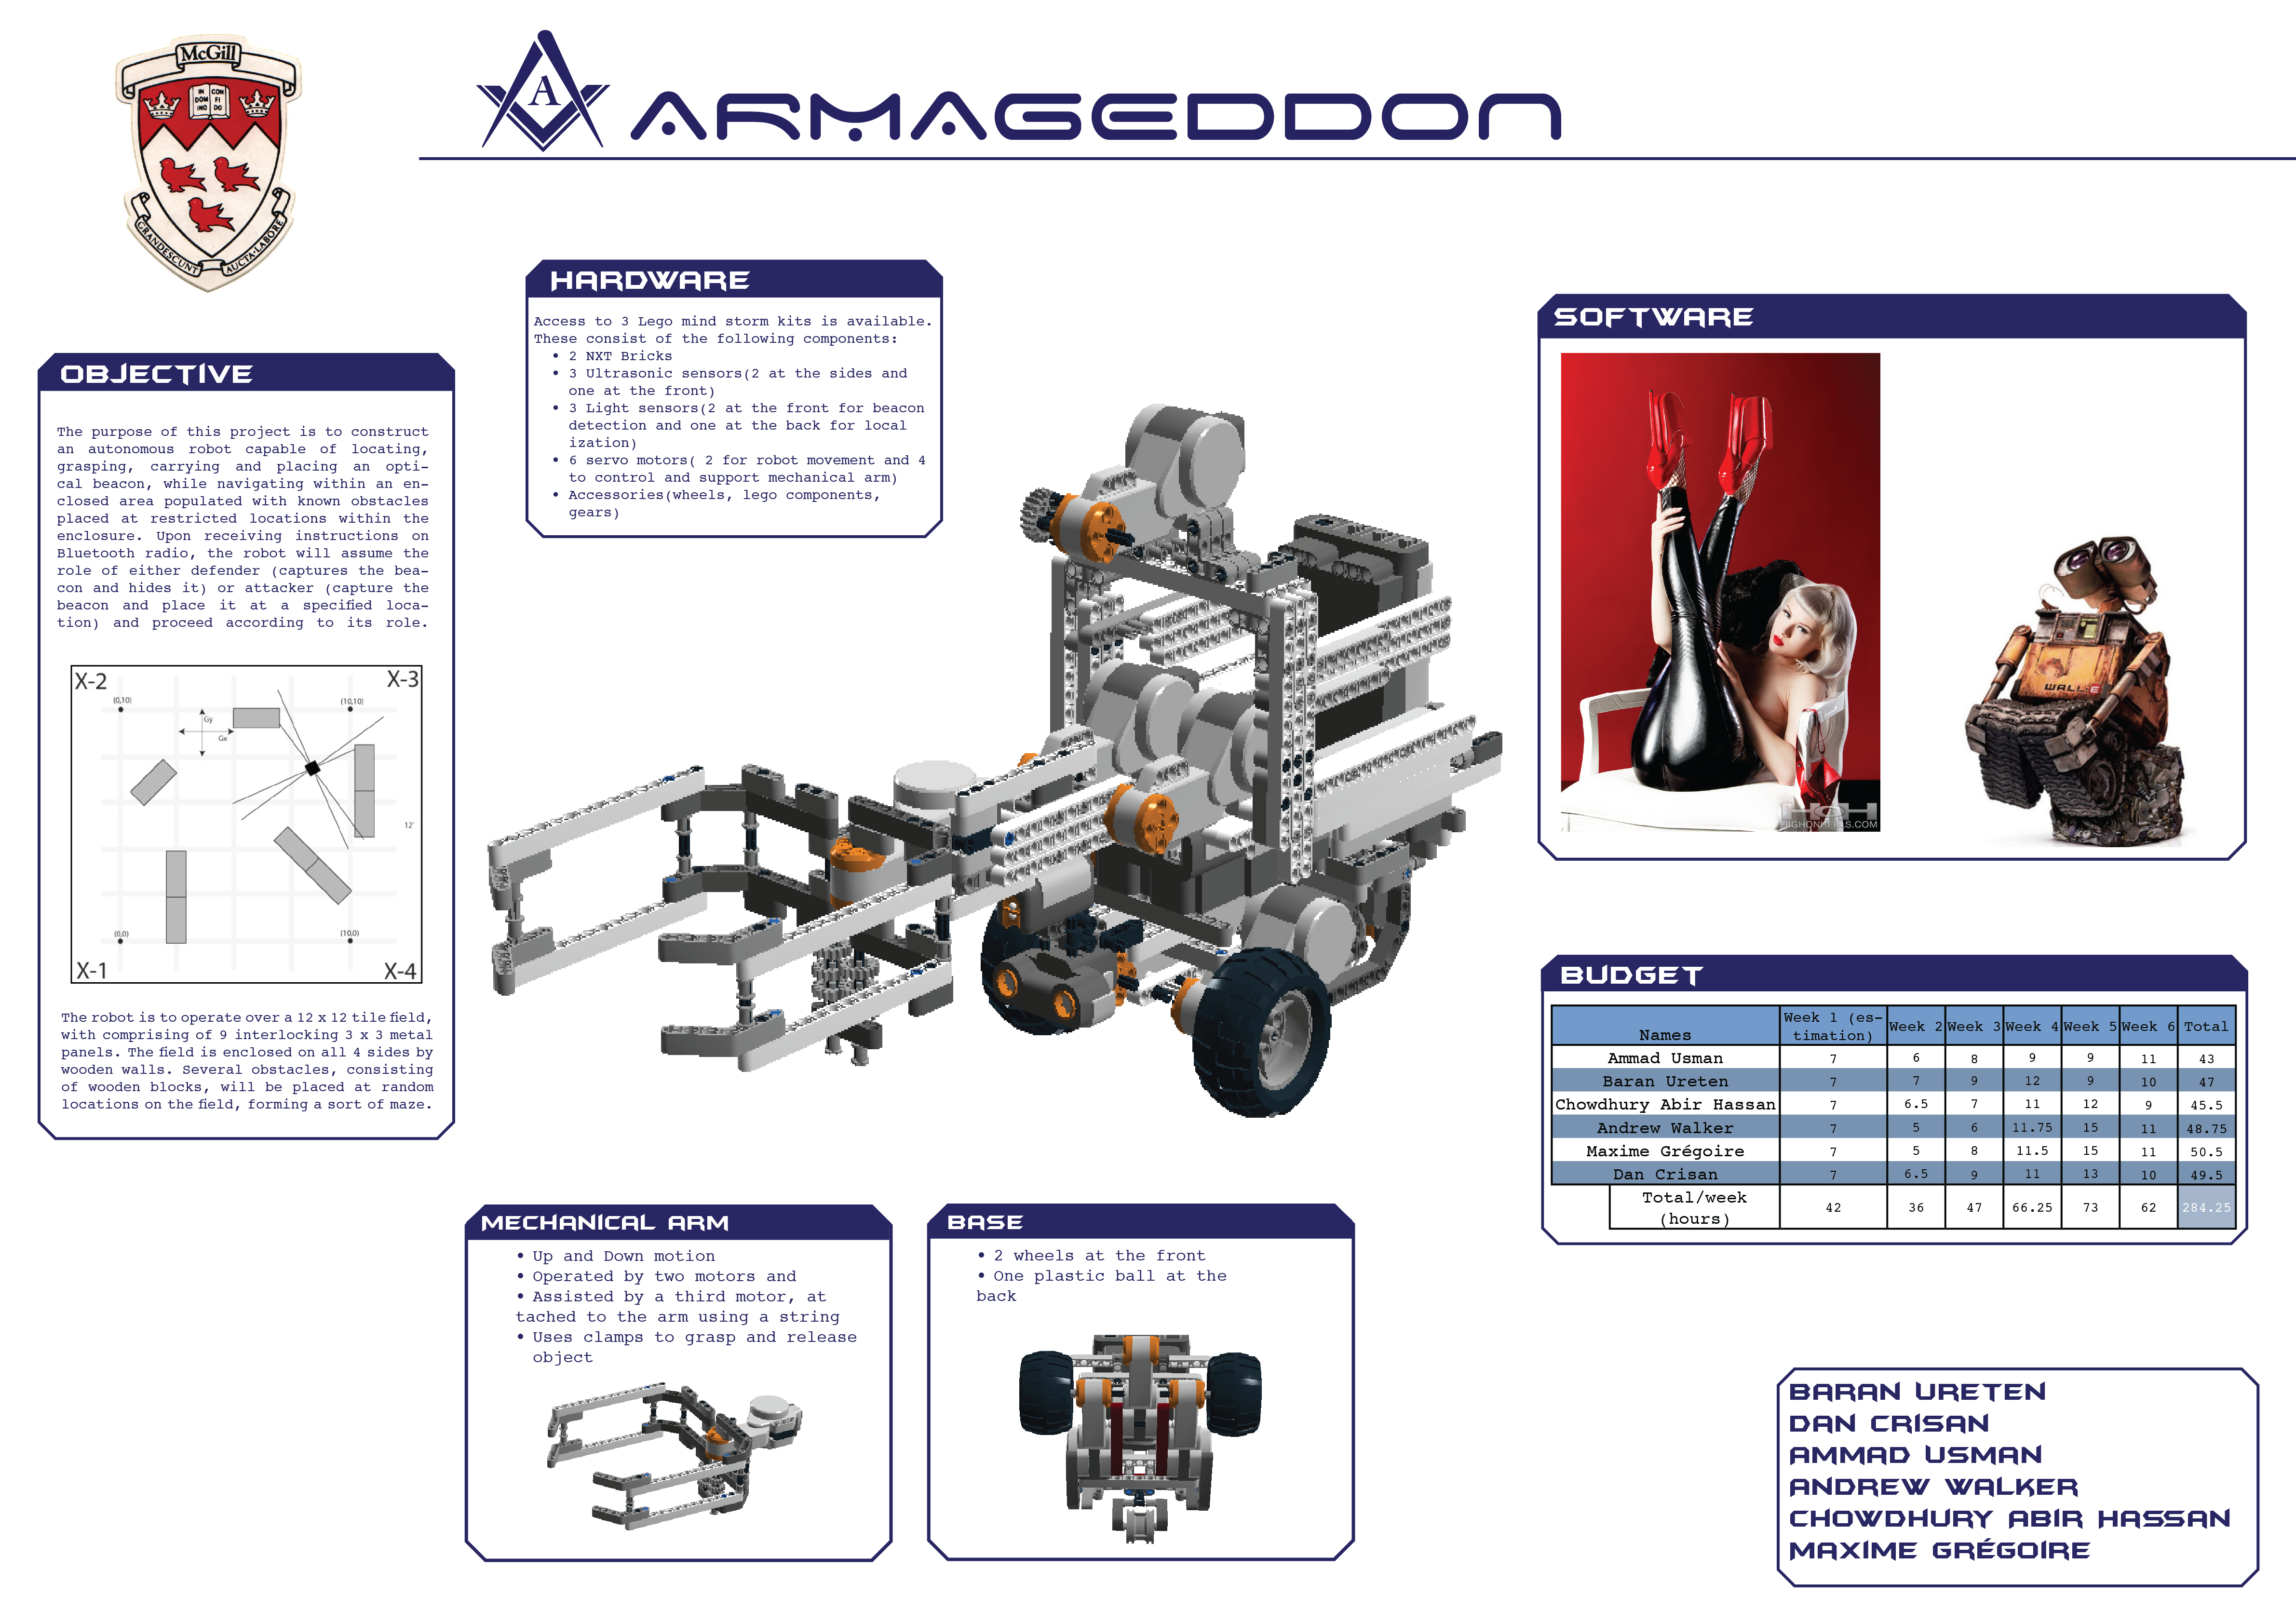 McGill
IN DOM INO
CON FI DO
GRANDESCUNT AUCTA LABORE
A
ARMAGEDDON
OBJECTIVE
The purpose of this project is to construct
an autonomous robot capable of locating,
grasping, carrying and placing an opti-
cal beacon, while navigating within an en-
closed area populated with known obstacles
placed at restricted locations within the
enclosure. Upon receiving instructions on
Bluetooth radio, the robot will assume the
role of either defender (captures the bea-
con and hides it) or attacker (capture the
beacon and place it at a specified loca-
tion) and proceed according to its role.
X-2
X-3
(0,10)
(10,10)
Gy
Gx
12'
(0,0)
(10,0)
X-1
X-4
The robot is to operate over a 12 x 12 tile field,
with comprising of 9 interlocking 3 x 3 metal
panels. The field is enclosed on all 4 sides by
wooden walls. Several obstacles, consisting
of wooden blocks, will be placed at random
locations on the field, forming a sort of maze.
HARDWARE
Access to 3 Lego mind storm kits is available.
These consist of the following components:
• 2 NXT Bricks
• 3 Ultrasonic sensors(2 at the sides and
one at the front)
• 3 Light sensors(2 at the front for beacon
detection and one at the back for local
ization)
• 6 servo motors( 2 for robot movement and 4
to control and support mechanical arm)
• Accessories(wheels, lego components,
gears)
MECHANICAL ARM
• Up and Down motion
• Operated by two motors and
• Assisted by a third motor, at
tached to the arm using a string
• Uses clamps to grasp and release
object
BASE
• 2 wheels at the front
• One plastic ball at the
back
SOFTWARE
HOH
HIGHONHEELS.COM
WALL·E
BUDGET
Names Week 1 (es-timation) Week 2 Week 3 Week 4 Week 5 Week 6 Total
Ammad Usman 7 6 8 9 9 11 43
Baran Ureten 7 7 9 12 9 10 47
Chowdhury Abir Hassan 7 6.5 7 11 12 9 45.5
Andrew Walker 7 5 6 11.75 15 11 48.75
Maxime Grégoire 7 5 8 11.5 15 11 50.5
Dan Crisan 7 6.5 9 11 13 10 49.5
Total/week (hours) 42 36 47 66.25 73 62 284.25
BARAN URETEN
DAN CRISAN
AMMAD USMAN
ANDREW WALKER
CHOWDHURY ABIR HASSAN
MAXIME GRÉGOIRE